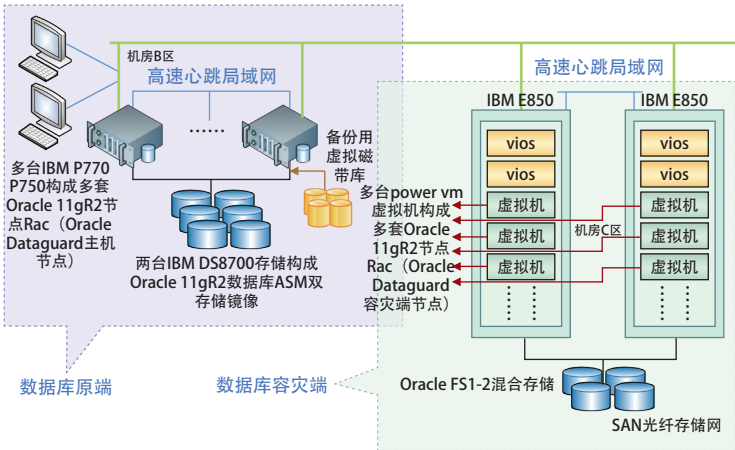 机房B区
高速心跳局域网
......
备份用
虚拟磁
带库
多台IBM P770
P750构成多套
Oracle 11gR2节
点Rac（Oracle
Dataguard主机
节点）
两台IBM DS8700存储构成
Oracle 11gR2数据库ASM双
存储镜像
数据库原端
高速心跳局域网
IBM E850
IBM E850
vios
vios
虚拟机
虚拟机
虚拟机
vios
vios
虚拟机
虚拟机
虚拟机
多台power vm
虚拟机构成
多套Oracle
11gR2节点
Rac（Oracle
Dataguard
容灾端节点）
机房C区
数据库容灾端
Oracle FS1-2混合存储
SAN光纤存储网